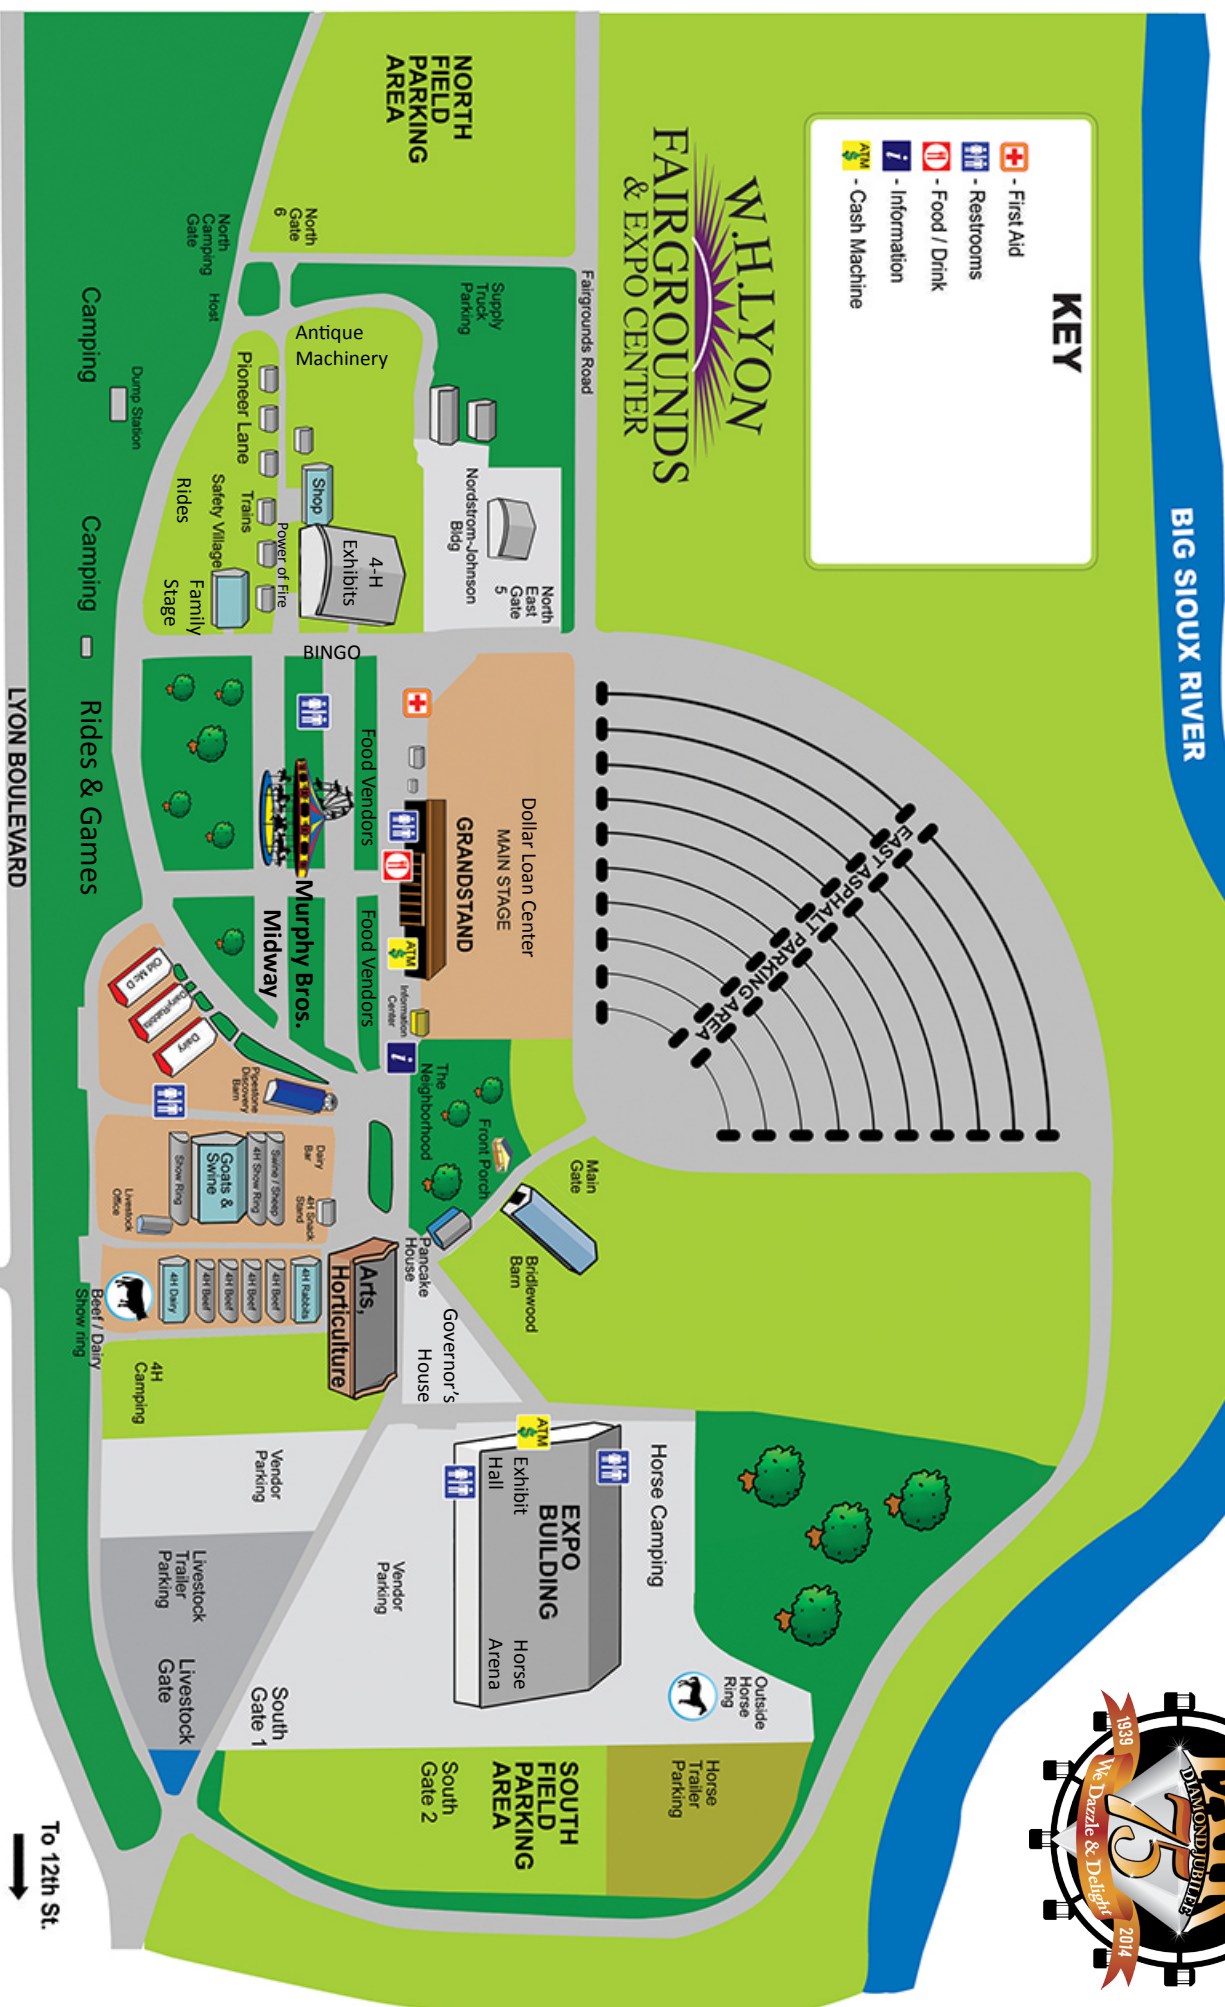 KEY
- First Aid
- Restrooms
- Food / Drink
i
- Information
ATM
$
- Cash Machine
BIG SIOUX RIVER
W.H.LYON
FAIRGROUNDS
& EXPO CENTER
NORTH
FIELD
PARKING
AREA
Fairgrounds Road
North
Gate
6
North
Camping
Gate
Host
Supply
Truck
Parking
Antique
Machinery
Camping
Dump Station
Pioneer Lane
Shop
Nordstrom-Johnson
Bldg
North
East
Gate
5
4-H
Exhibits
Power of Fire
Trains
Safety Village
Rides
Family
Stage
Camping
BINGO
Rides & Games
LYON BOULEVARD
Food Vendors
Dollar Loan Center
MAIN STAGE
GRANDSTAND
EAST ASPHALT PARKING AREA
ATM
$
Food Vendors
Murphy Bros.
Midway
Information
Center
i
Old Mc D
Dairy/Rabbits
Dairy
Pipestone
Discovery
Barn
The
Neighborhood
Front Porch
Main
Gate
Bridlewood
Barn
Pancake
House
Dairy
Bar
4H Snack
Stand
Swine / Sheep
4H Show Ring
Goats &
Swine
Show Ring
Livestock
Office
Arts,
Horticulture
4H Rabbits
4H Beef
4H Beef
4H Beef
4H Beef
4H Dairy
Beef / Dairy
Show ring
Governor's
House
4H
Camping
Vendor
Parking
Livestock
Trailer
Parking
Livestock
Gate
South
Gate 1
Vendor
Parking
ATM
$
Exhibit
Hall
EXPO
BUILDING
Horse
Arena
Horse Camping
Outside
Horse
Ring
Horse
Trailer
Parking
SOUTH
FIELD
PARKING
AREA
South
Gate 2
To 12th St.
DIAMOND JUBILEE
75
1939
We Dazzle & Delight
2014